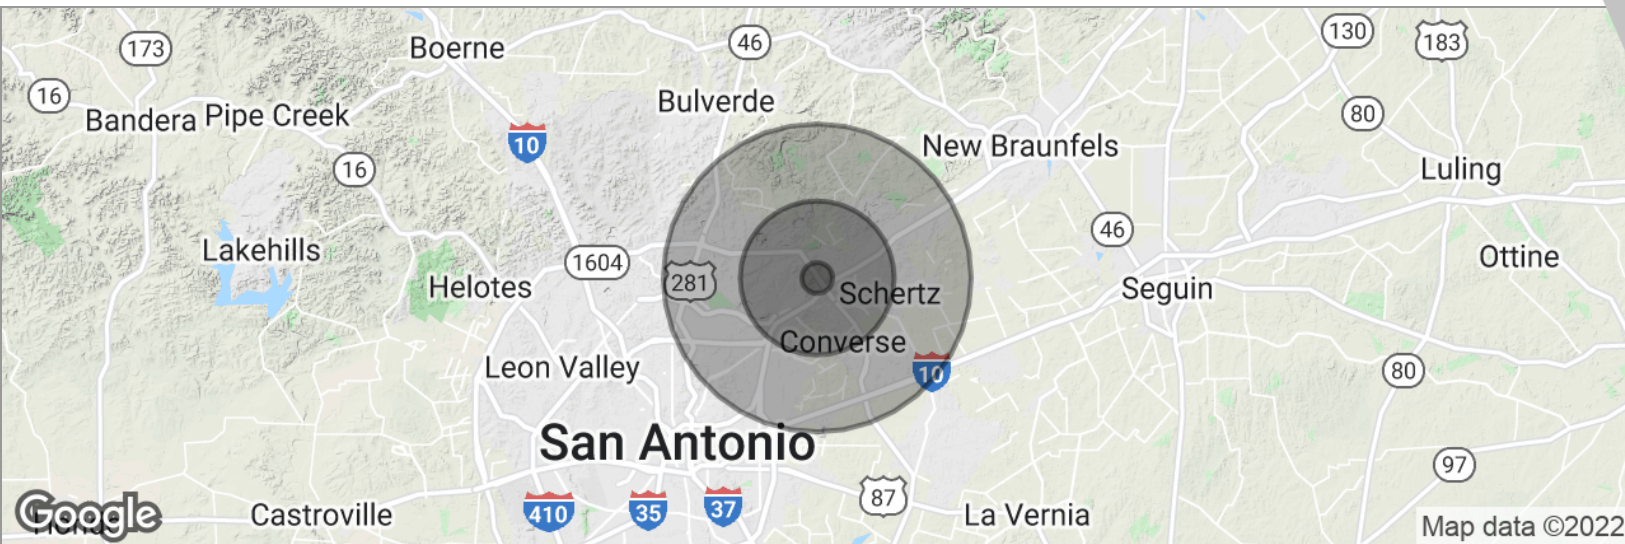 130
183
173
46
Boerne
16
Bulverde
80
Bandera
Pipe Creek
10
New Braunfels
16
Luling
46
Lakehills
1604
Ottine
281
Helotes
Schertz
Seguin
Converse
Leon Valley
10
80
San Antonio
97
87
410
35
37
Google
Castroville
La Vernia
Map data ©2022